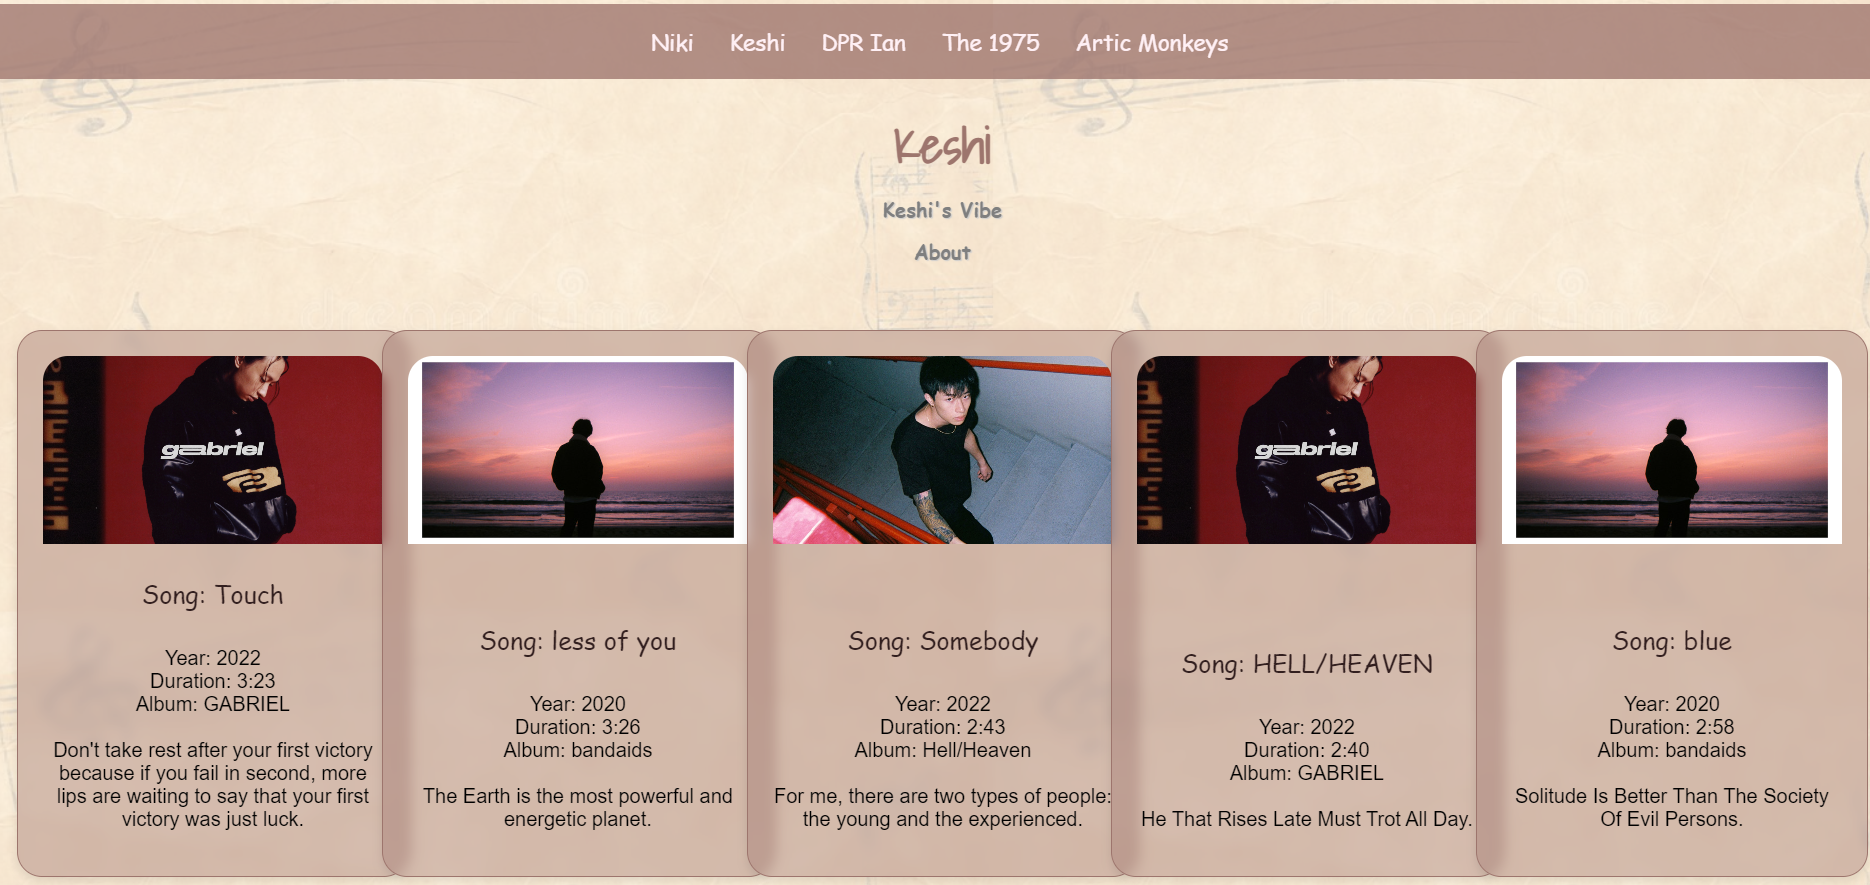 Niki Keshi DPR Ian The 1975 Artic Monkeys
Keshi
Keshi's Vibe
About
gabriel
Song: Touch
Year: 2022
Duration: 3:23
Album: GABRIEL
Don't take rest after your first victory
because if you fail in second, more
lips are waiting to say that your first
victory was just luck.
Song: less of you
Year: 2020
Duration: 3:26
Album: bandaids
The Earth is the most powerful and
energetic planet.
Song: Somebody
Year: 2022
Duration: 2:43
Album: Hell/Heaven
For me, there are two types of people:
the young and the experienced.
gabriel
Song: HELL/HEAVEN
Year: 2022
Duration: 2:40
Album: GABRIEL
He That Rises Late Must Trot All Day.
Song: blue
Year: 2020
Duration: 2:58
Album: bandaids
Solitude Is Better Than The Society
Of Evil Persons.